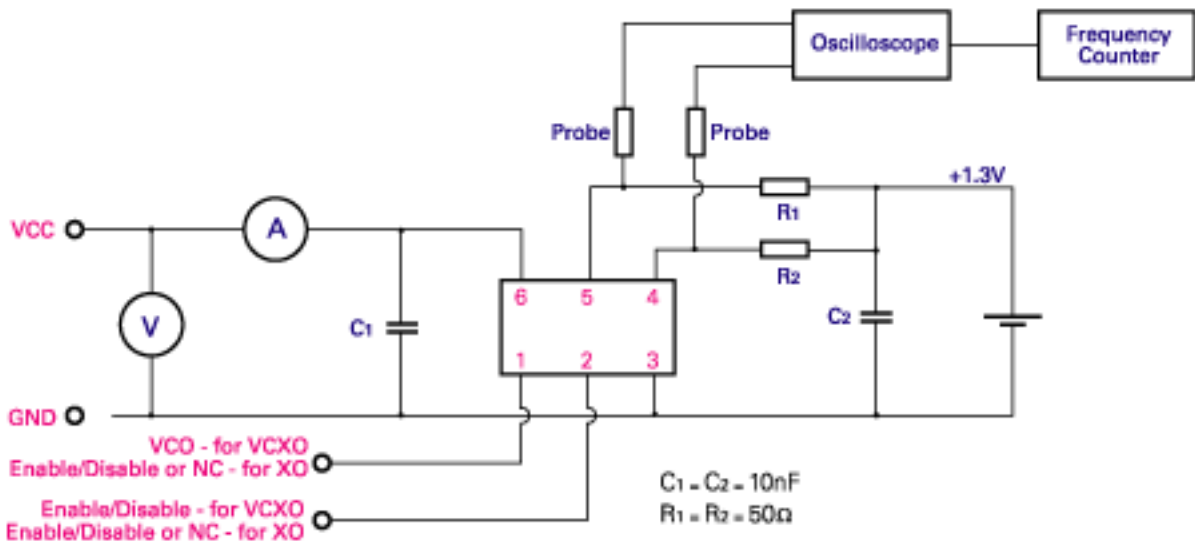 Oscilloscope
Frequency
Counter
Probe
Probe
+1.3V
R1
VCC
A
R2
6 5 4
V
C1
C2
1 2 3
GND
VCO - for VCXO
Enable/Disable or NC - for XO
C1 = C2 = 10nF
Enable/Disable - for VCXO
R1 = R2 = 50Ω
Enable/Disable or NC - for XO